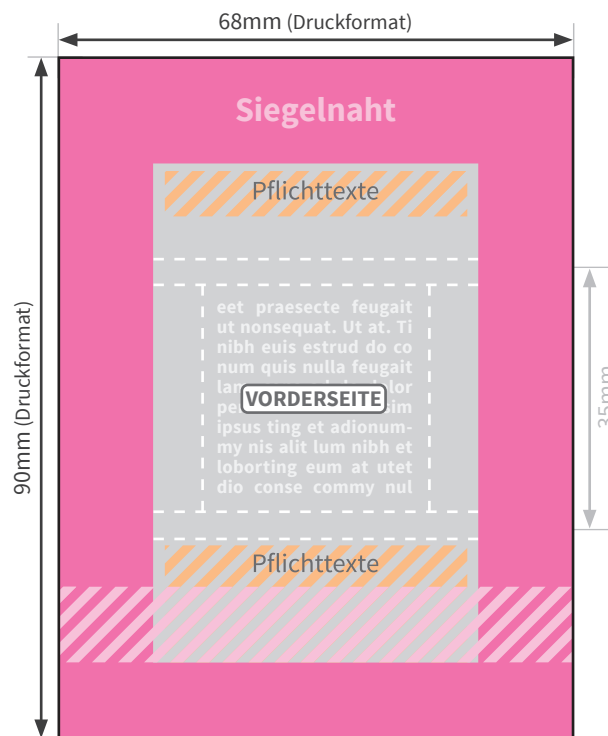 68mm (Druckformat)
Siegelnaht
Pflichttexte
eet praesecte feugait
ut nonsequat. Ut at. Ti
nibh euis estrud do co
num quis nulla feugait
VORDERSEITE
ipsus ting et adionum-
my nis alit lum nibh et
loborting eum at utet
dio conse commy nul
Pflichttexte
90mm (Druckformat)
35mm